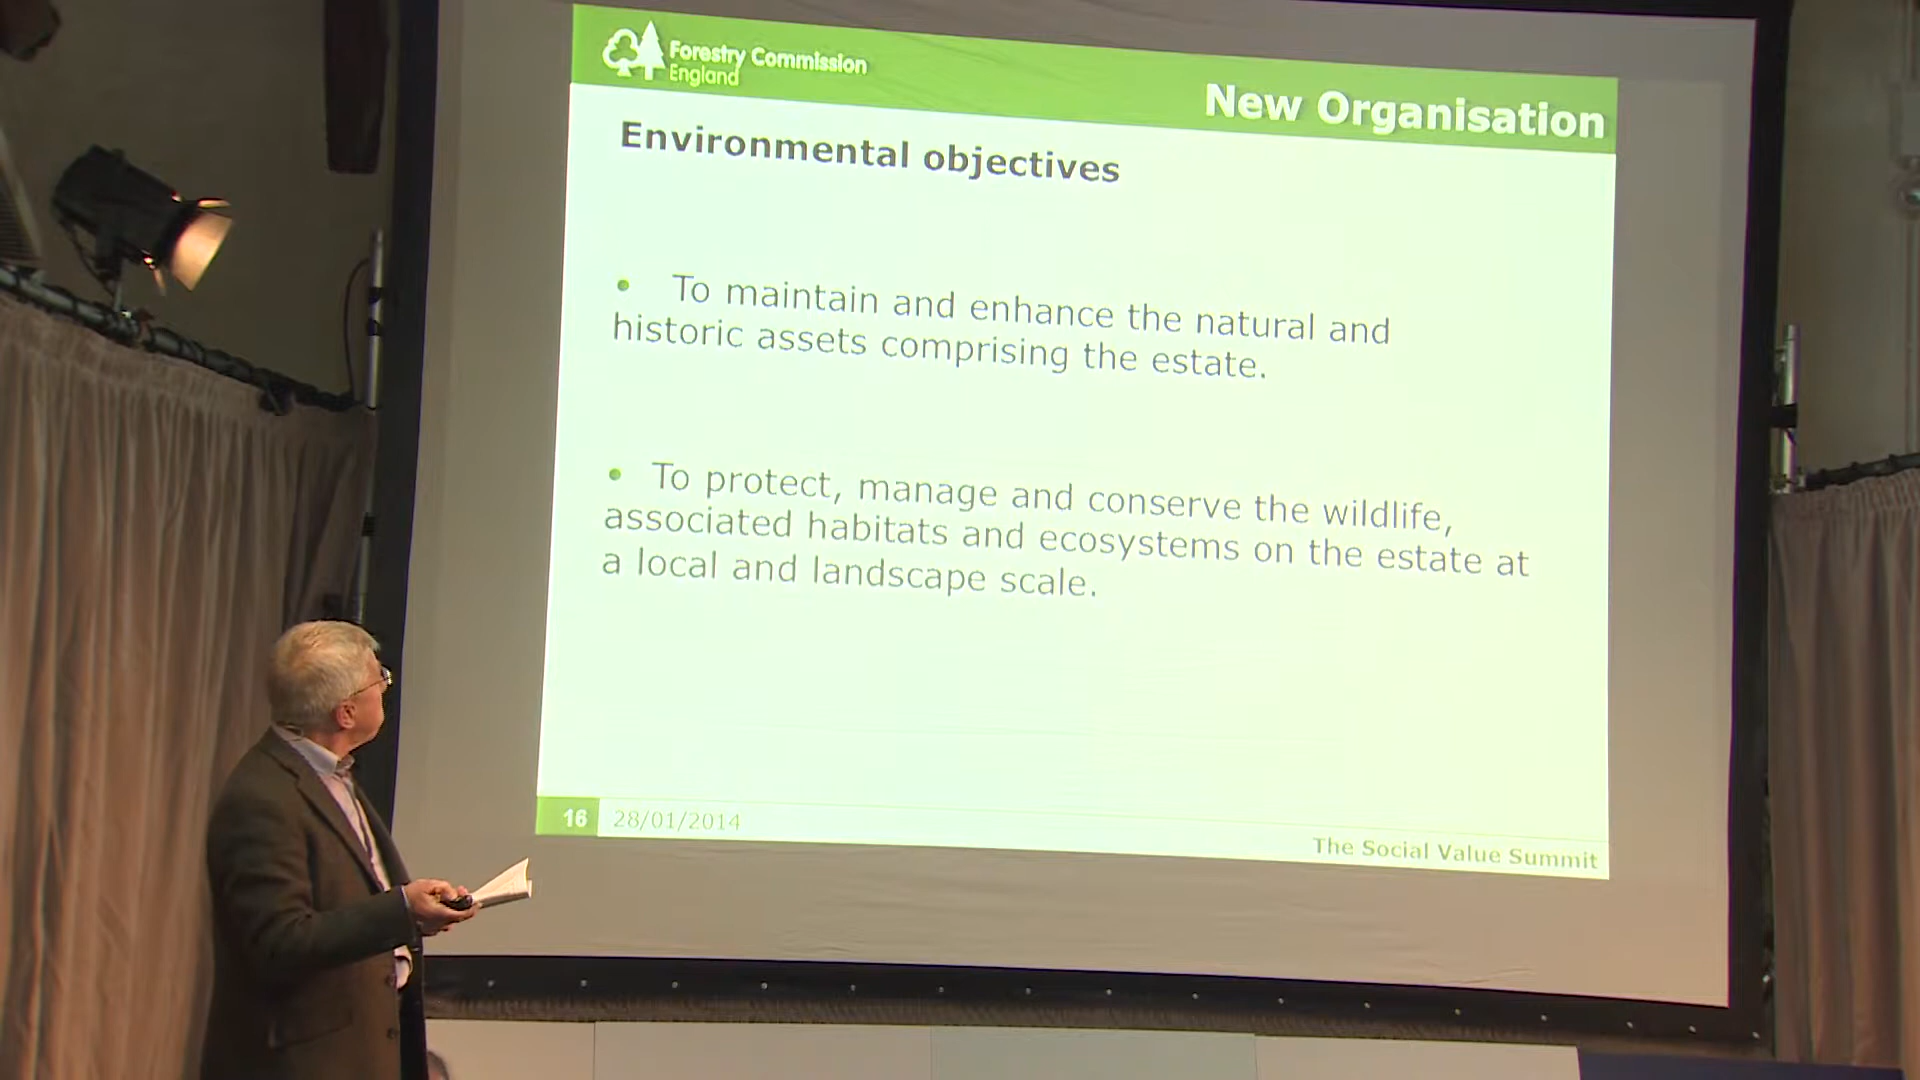 Forestry Commission
England
New Organisation
Environmental objectives
• To maintain and enhance the natural and
historic assets comprising the estate.
• To protect, manage and conserve the wildlife,
associated habitats and ecosystems on the estate at
a local and landscape scale.
16 28/01/2014
The Social Value Summit